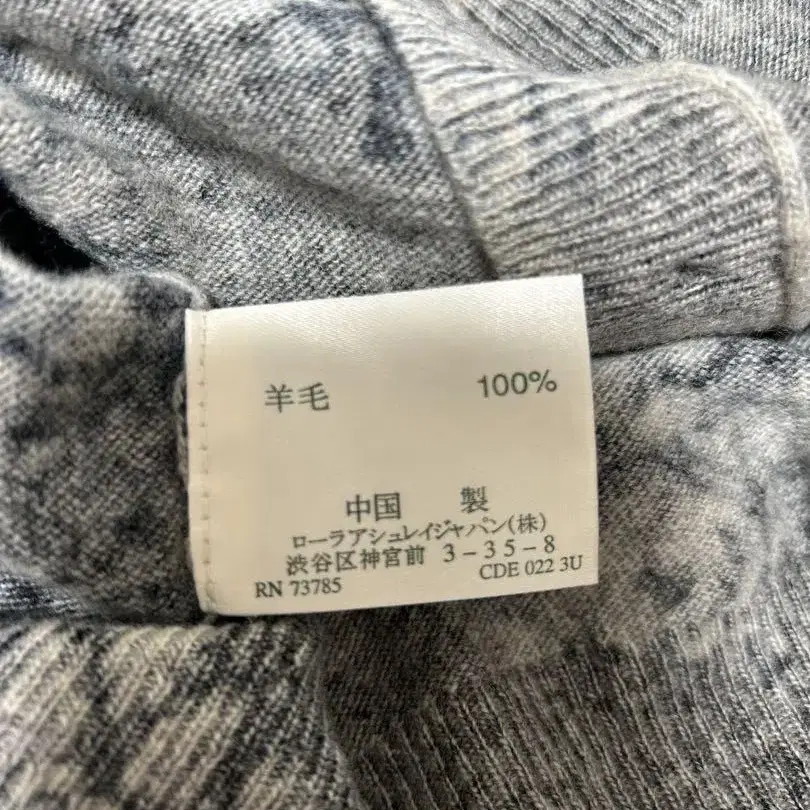 羊毛 100%
中国 製
ローラアシュレイジャパン(株)
渋谷区神宮前 3-35-8
RN 73785 CDE 022 3U